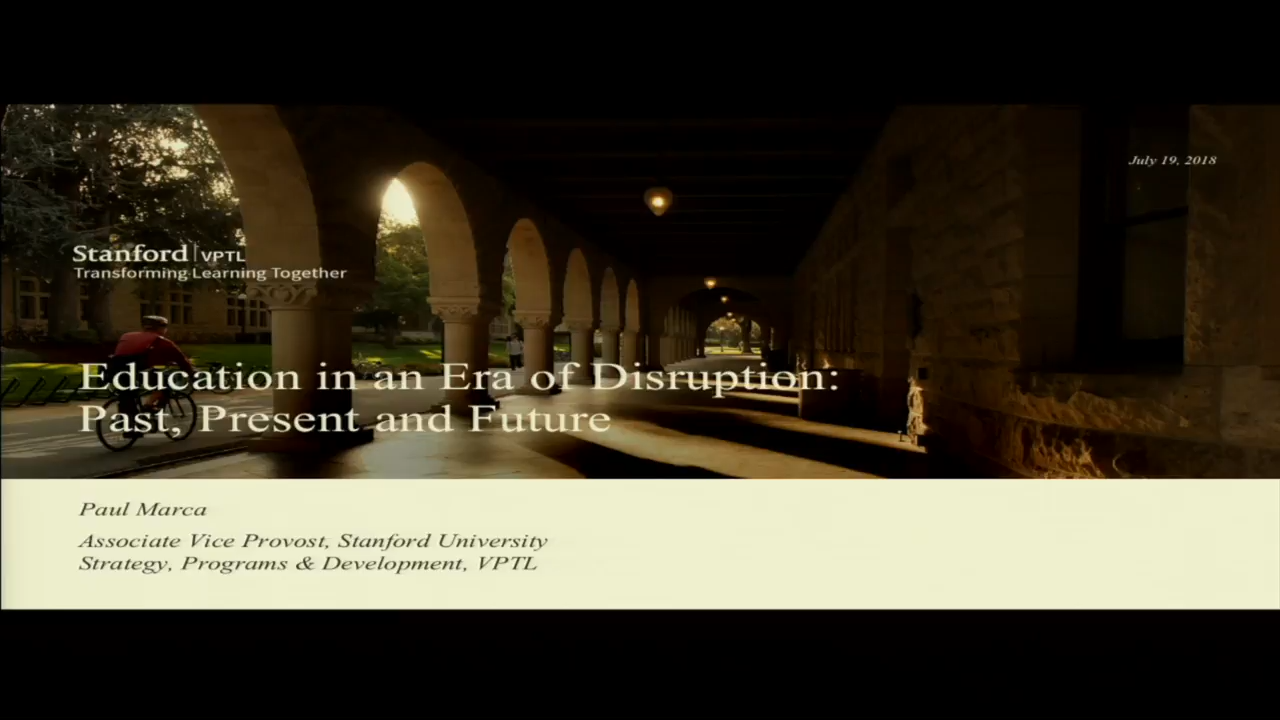 July 19, 2018
Stanford | VPTL
Transforming Learning Together
Education in an Era of Disruption:
Past, Present and Future
Paul Marca
Associate Vice Provost, Stanford University
Strategy, Programs & Development, VPTL